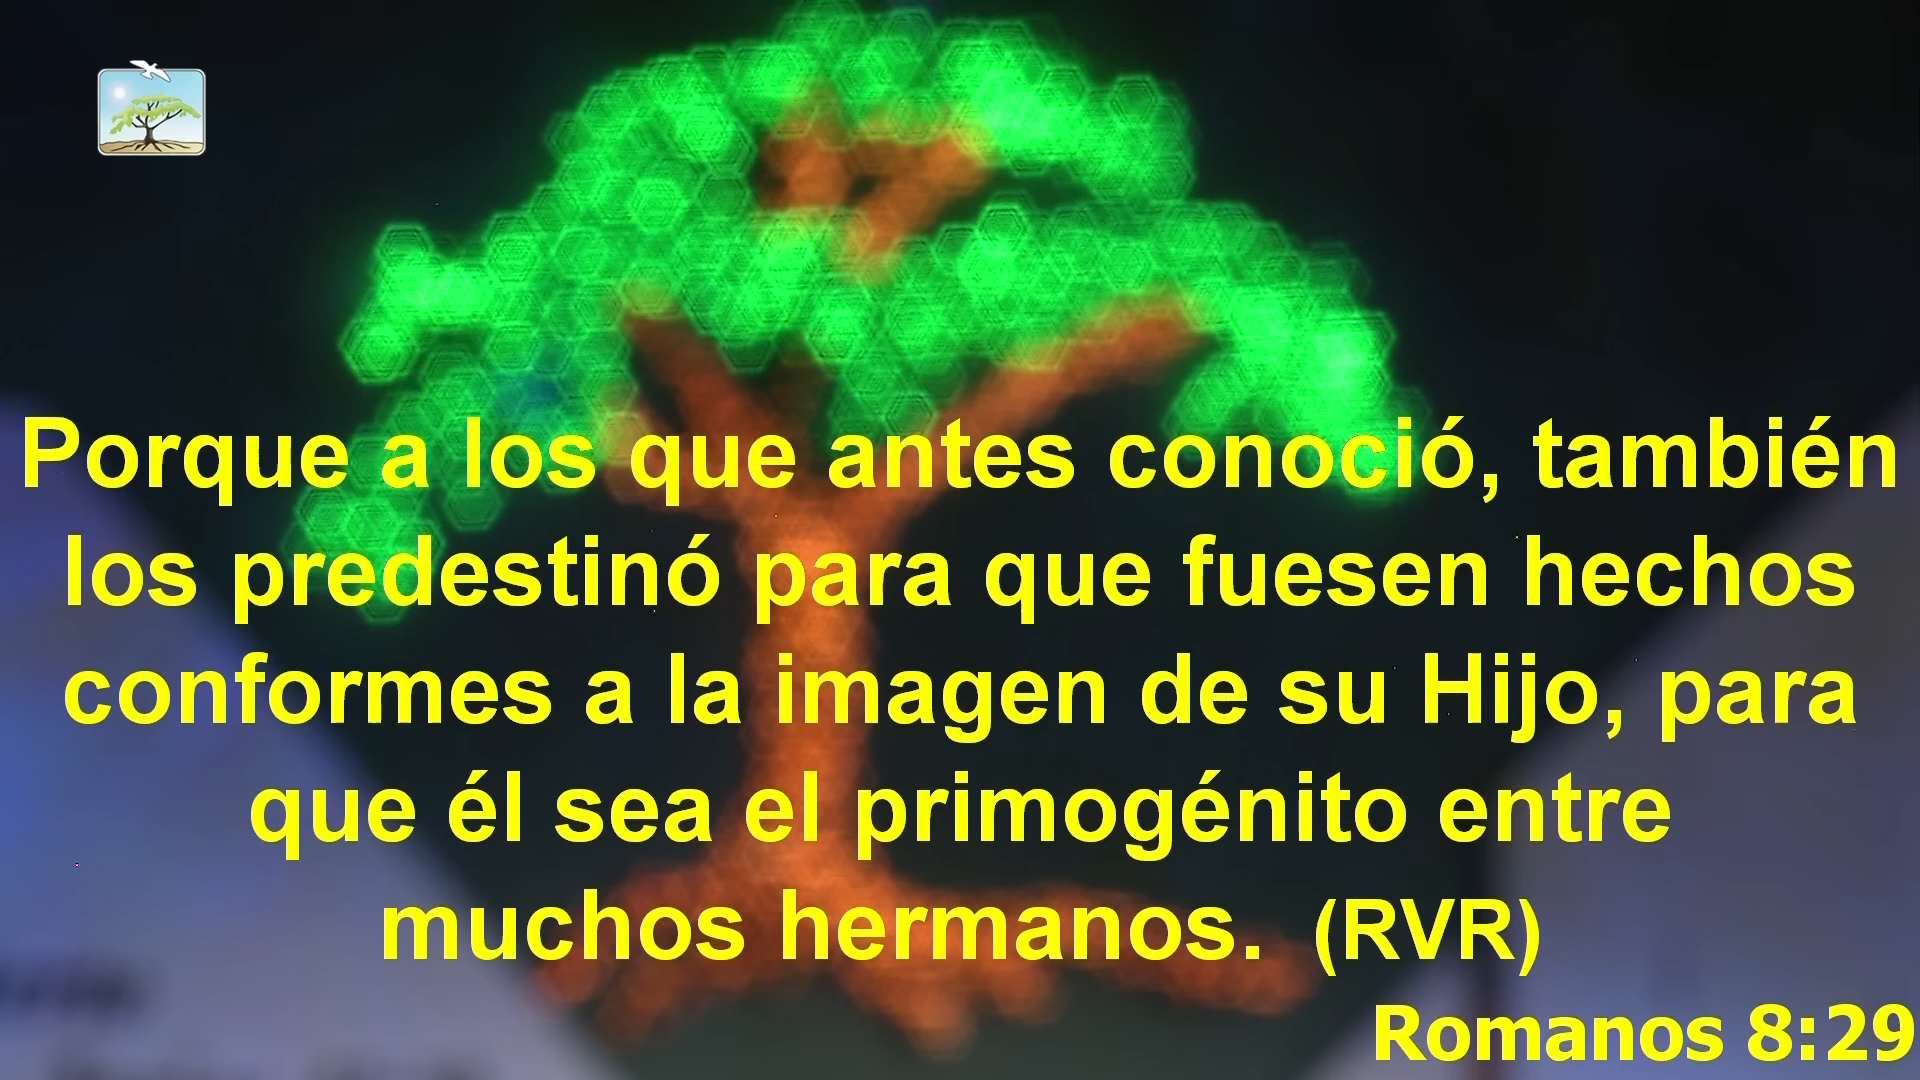 Porque a los que antes conoció, también
los predestinó para que fuesen hechos
conformes a la imagen de su Hijo, para
que él sea el primogénito entre
muchos hermanos. (RVR)
Romanos 8:29